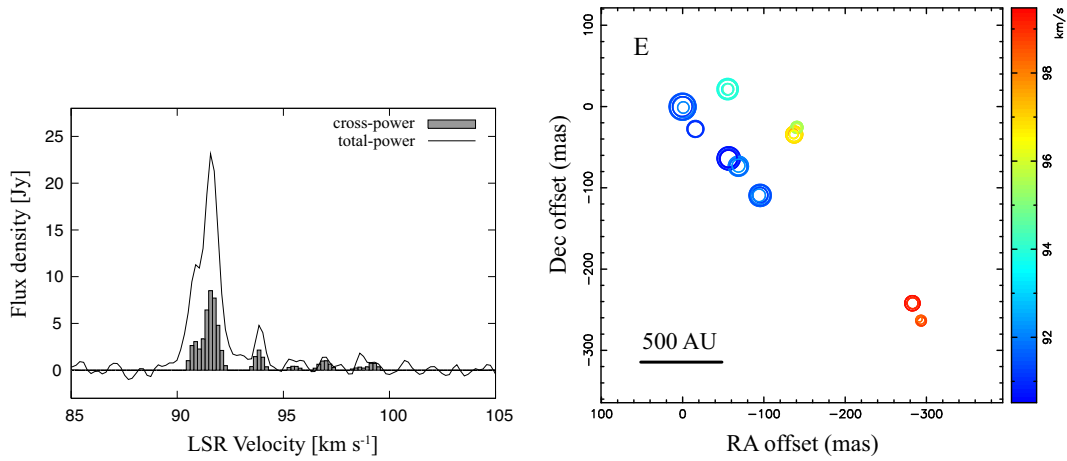 25
20
15
10
5
0
Flux density [Jy]
cross-power
total-power
85
90
95
100
105
LSR Velocity [km s⁻¹]
E
500 AU
100
0
-100
-200
-300
Dec offset (mas)
100
0
-100
-200
-300
RA offset (mas)
km/s
98
96
94
92